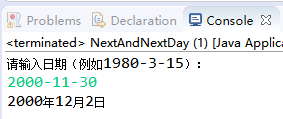 Problems Declaration Console
<terminated> NextAndNextDay (1) [Java Applica
请输入日期（例如1980-3-15）：
2000-11-30
2000年12月2日